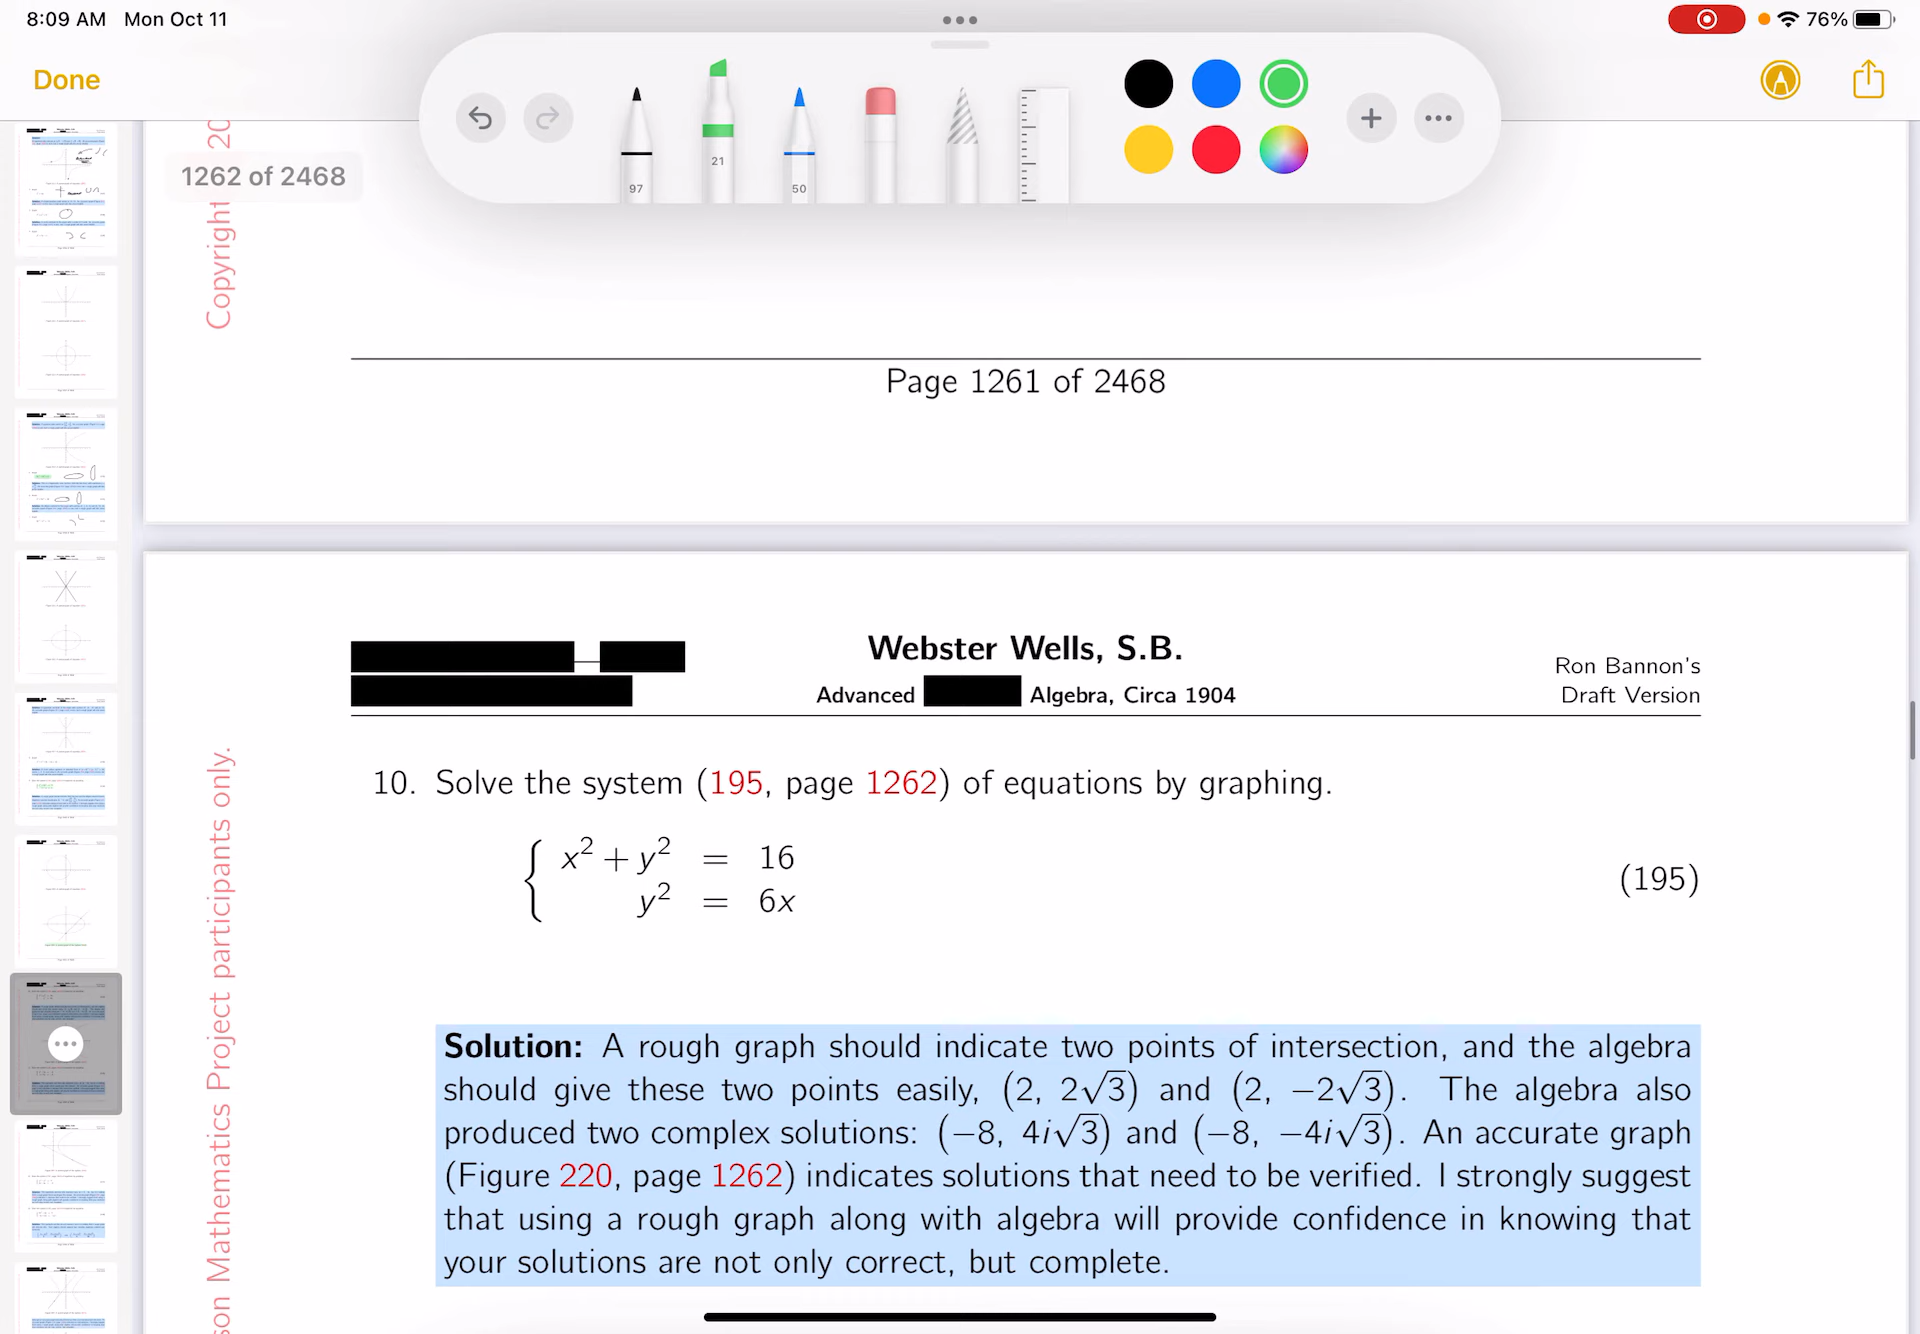 8:09 AM Mon Oct 11
76%
Done
97
21
50
1262 of 2468
Copyright 20
Page 1261 of 2468
Webster Wells, S.B.
Advanced Algebra, Circa 1904
Ron Bannon's
Draft Version
10. Solve the system (195, page 1262) of equations by graphing.
x² + y² = 16
y² = 6x
(195)
Solution: A rough graph should indicate two points of intersection, and the algebra
should give these two points easily, (2, 2√3) and (2, −2√3). The algebra also
produced two complex solutions: (−8, 4i√3) and (−8, −4i√3). An accurate graph
(Figure 220, page 1262) indicates solutions that need to be verified. I strongly suggest
that using a rough graph along with algebra will provide confidence in knowing that
your solutions are not only correct, but complete.
son Mathematics Project participants only.